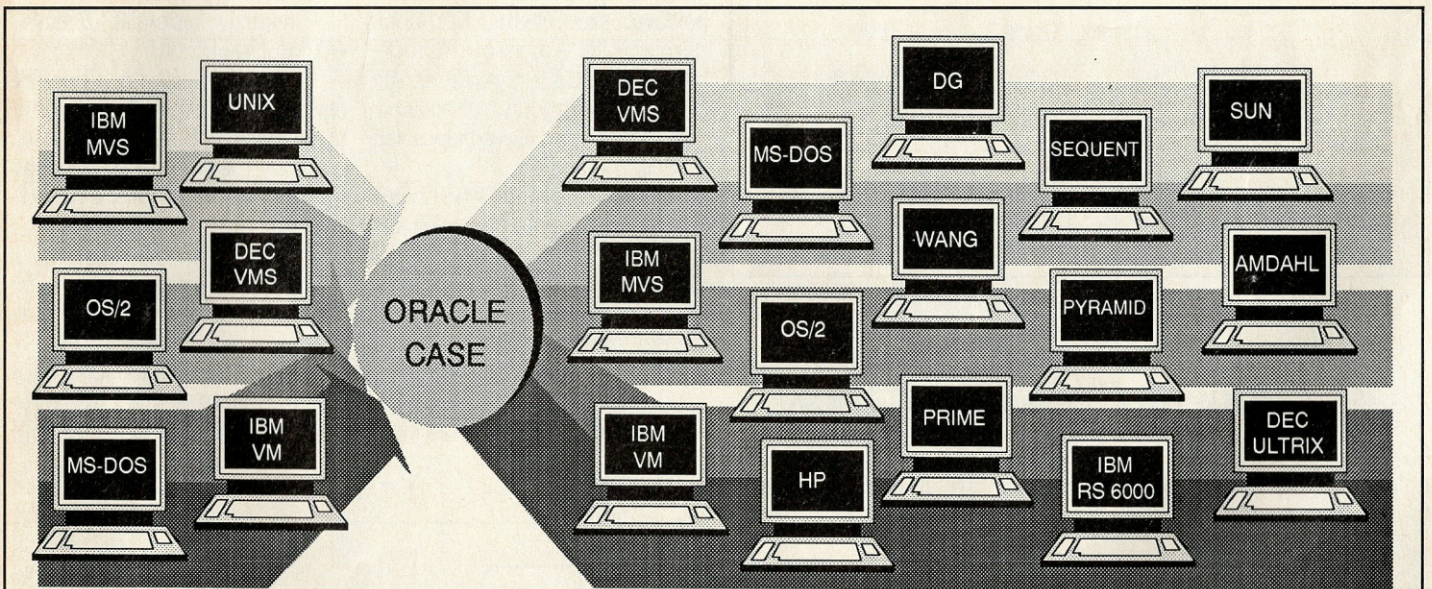 IBM
MVS
UNIX
OS/2
DEC
VMS
MS-DOS
IBM
VM
ORACLE
CASE
DEC
VMS
MS-DOS
DG
SEQUENT
SUN
IBM
MVS
OS/2
WANG
PYRAMID
AMDAHL
IBM
VM
HP
PRIME
IBM
RS 6000
DEC
ULTRIX